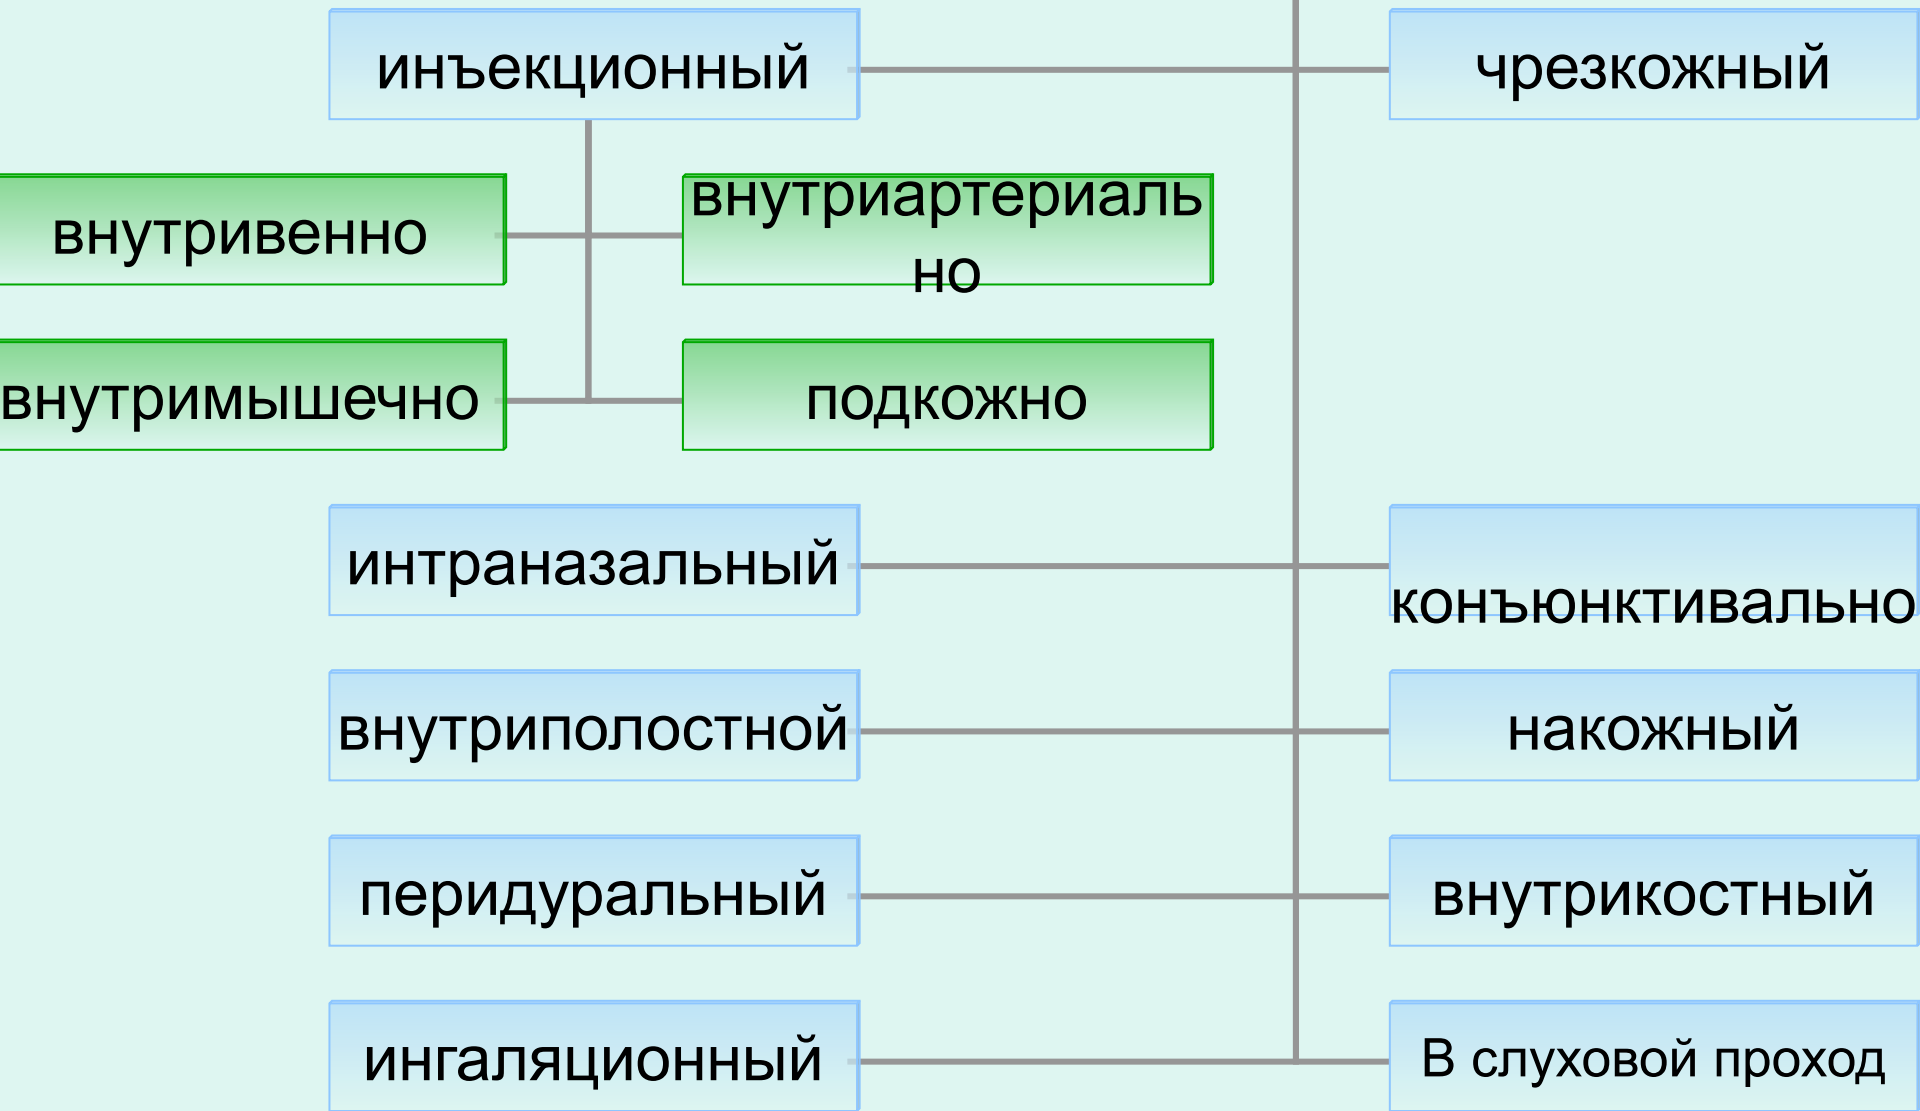 инъекционный
чрезкожный
внутривенно
внутриартериаль
но
внутримышечно
подкожно
интраназальный
конъюнктивально
внутриполостной
накожный
перидуральный
внутрикостный
ингаляционный
В слуховой проход